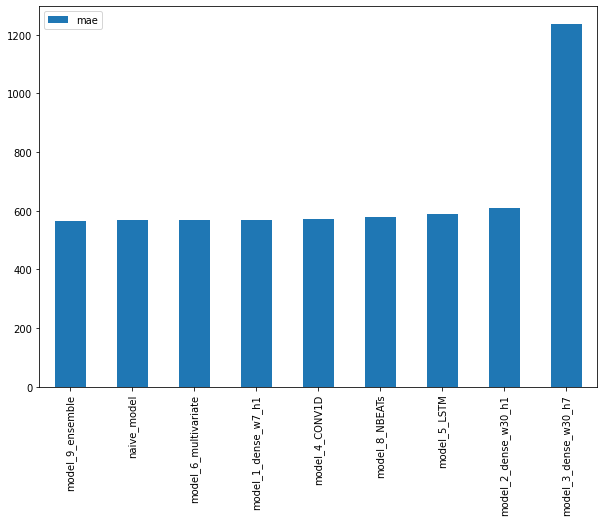 mae
1200
1000
800
600
400
200
0
model_9_ensemble
naive_model
model_6_multivariate
model_1_dense_w7_h1
model_4_CONV1D
model_8_NBEATs
model_5_LSTM
model_2_dense_w30_h1
model_3_dense_w30_h7